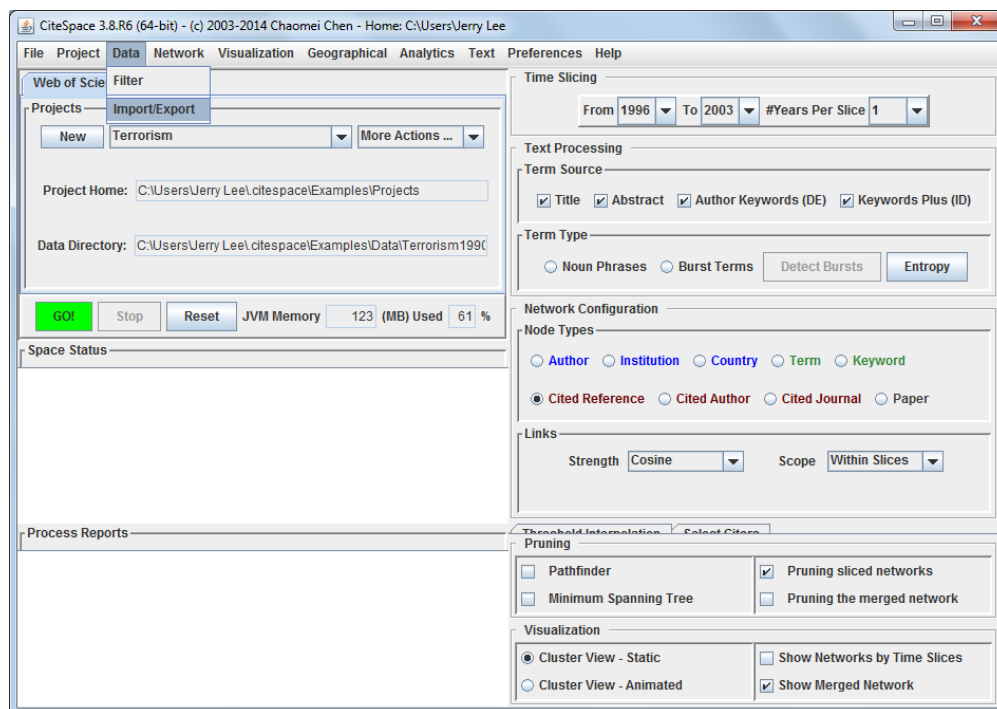 CiteSpace 3.8.R6 (64-bit) - (c) 2003-2014 Chaomei Chen - Home: C:\Users\Jerry Lee
File Project Data Network Visualization Geographical Analytics Text Preferences Help
Web of Scie
Filter
Import/Export
Projects
New Terrorism More Actions ...
Project Home: C:\Users\Jerry Lee\.citespace\Examples\Projects
Data Directory: C:\Users\Jerry Lee\.citespace\Examples\Data\Terrorism1990
GO! Stop Reset JVM Memory 123 (MB) Used 61 %
Space Status
Process Reports
Time Slicing
From 1996 To 2003 #Years Per Slice 1
Text Processing
Term Source
Title Abstract Author Keywords (DE) Keywords Plus (ID)
Term Type
Noun Phrases Burst Terms Detect Bursts Entropy
Network Configuration
Node Types
Author Institution Country Term Keyword
Cited Reference Cited Author Cited Journal Paper
Links
Strength Cosine Scope Within Slices
Threshold Interpolation Select Citers
Pruning
Pathfinder Pruning sliced networks
Minimum Spanning Tree Pruning the merged network
Visualization
Cluster View - Static Show Networks by Time Slices
Cluster View - Animated Show Merged Network